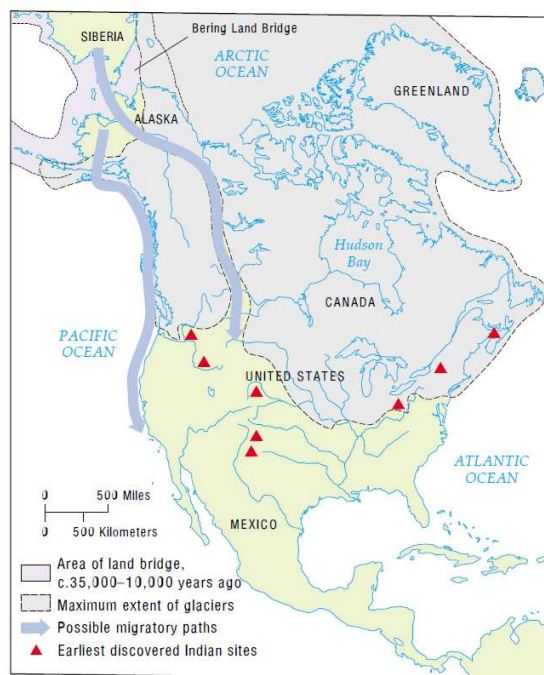 SIBERIA
Bering Land Bridge
ARCTIC
OCEAN
GREENLAND
ALASKA
Hudson
Bay
CANADA
PACIFIC
OCEAN
UNITED STATES
ATLANTIC
OCEAN
MEXICO
0 500 Miles
0 500 Kilometers
Area of land bridge,
c.35,000–10,000 years ago
Maximum extent of glaciers
Possible migratory paths
Earliest discovered Indian sites